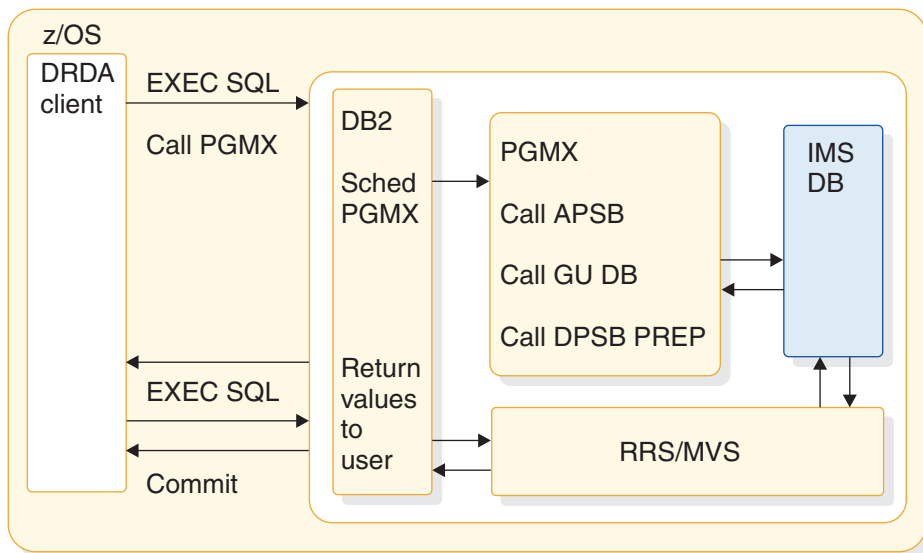 z/OS
DRDA
client
EXEC SQL
Call PGMX
EXEC SQL
Commit
DB2
Sched
PGMX
Return
values
to
user
PGMX
Call APSB
Call GU DB
Call DPSB PREP
IMS
DB
RRS/MVS